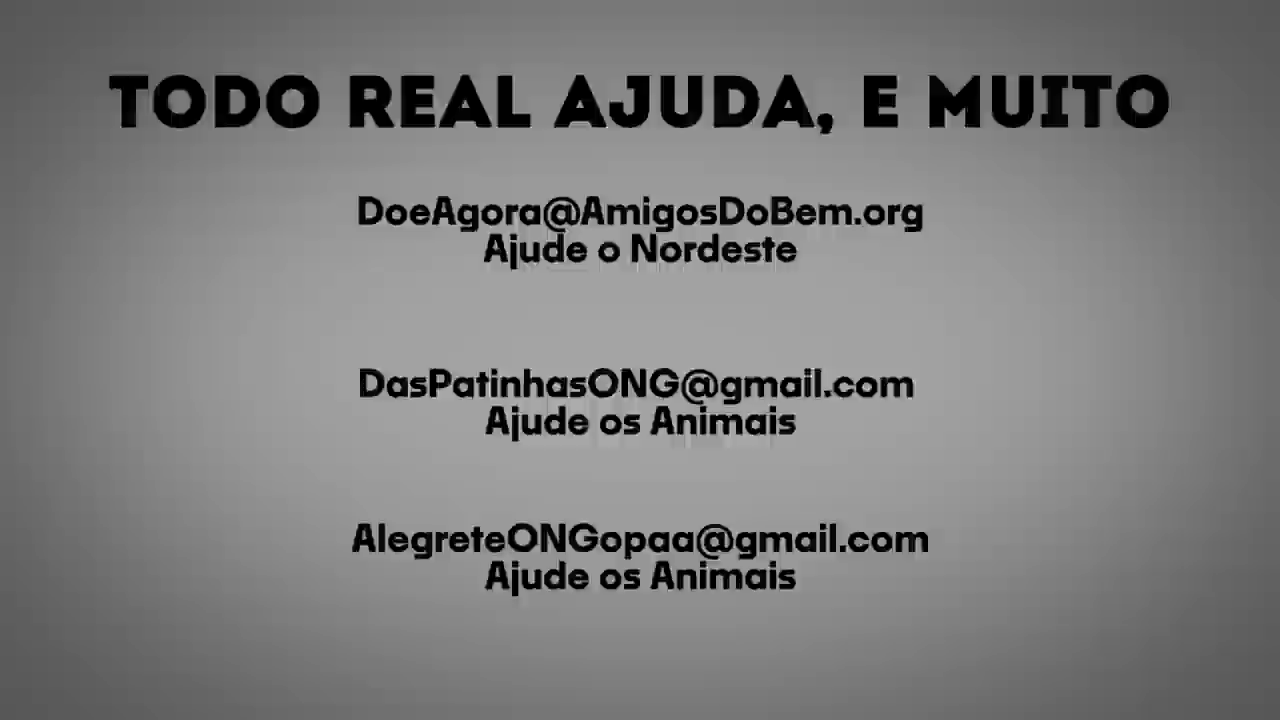 TODO REAL AJUDA, E MUITO
DoeAgora@AmigosDoBem.org
Ajude o Nordeste
DasPatinhasONG@gmail.com
Ajude os Animais
AlegreteONGopaa@gmail.com
Ajude os Animais